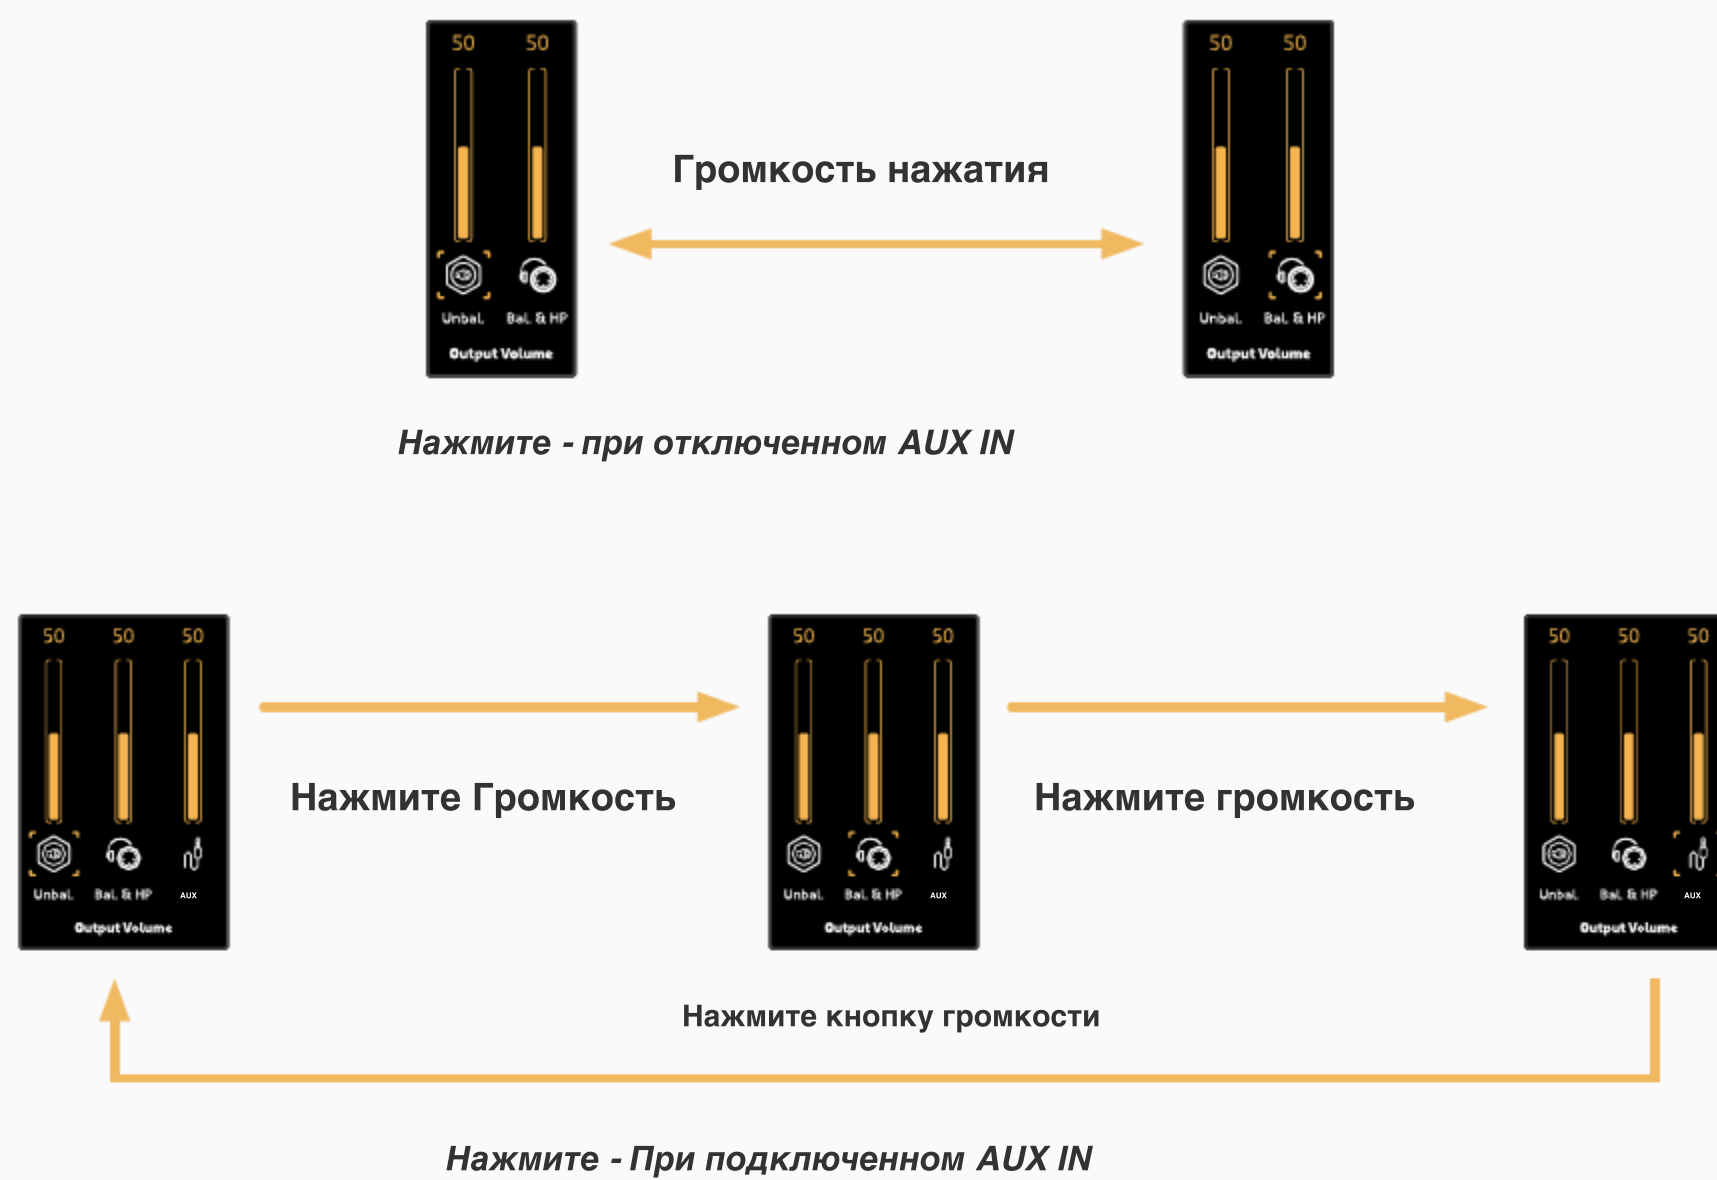 50 50
50 50
Громкость нажатия
Unbal. Bal. & HP
Unbal. Bal. & HP
Output Volume
Output Volume
Нажмите - при отключенном AUX IN
50 50 50
50 50 50
50 50 50
Нажмите Громкость
Нажмите громкость
Unbal. Bal. & HP AUX
Unbal. Bal. & HP AUX
Unbal. Bal. & HP AUX
Output Volume
Output Volume
Output Volume
Нажмите кнопку громкости
Нажмите - При подключенном AUX IN